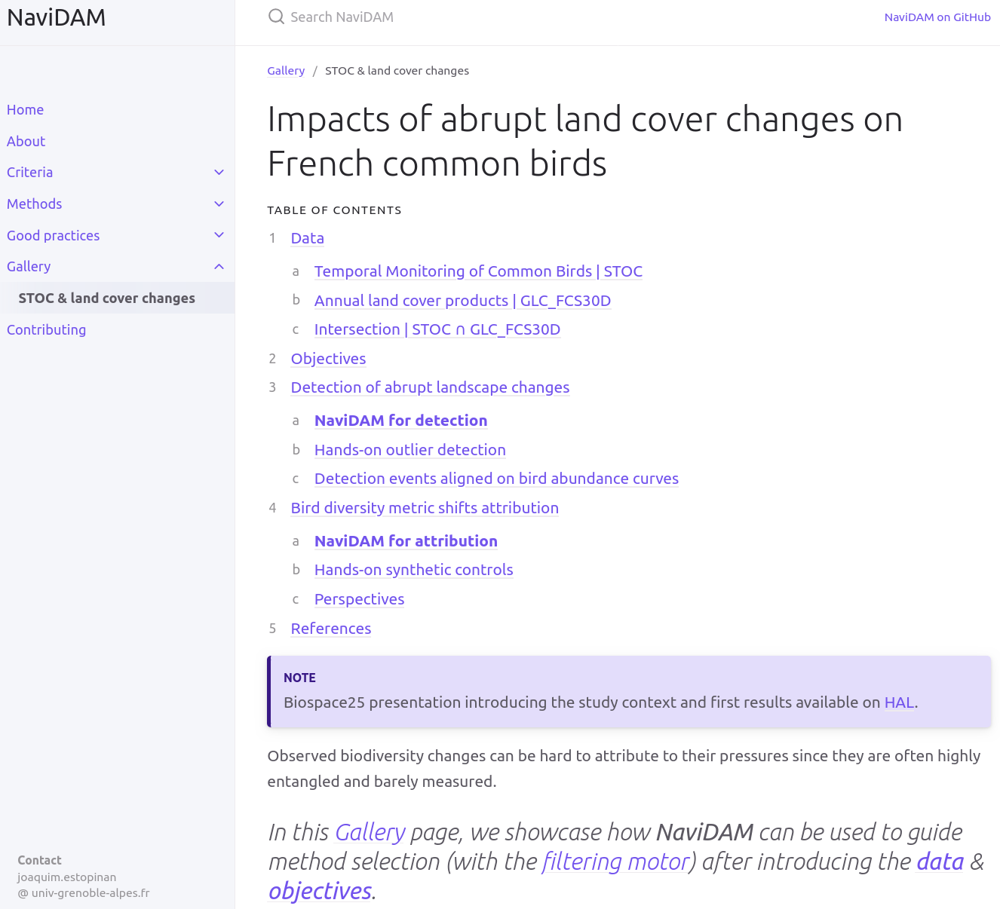 NaviDAM
Search NaviDAM
NaviDAM on GitHub
Home
About
Criteria
Methods
Good practices
Gallery
STOC & land cover changes
Contributing
Contact
joaquim.estopinan
@ univ-grenoble-alpes.fr
Gallery / STOC & land cover changes
Impacts of abrupt land cover changes on
French common birds
TABLE OF CONTENTS
1 Data
a Temporal Monitoring of Common Birds | STOC
b Annual land cover products | GLC_FCS30D
c Intersection | STOC ∩ GLC_FCS30D
2 Objectives
3 Detection of abrupt landscape changes
a NaviDAM for detection
b Hands-on outlier detection
c Detection events aligned on bird abundance curves
4 Bird diversity metric shifts attribution
a NaviDAM for attribution
b Hands-on synthetic controls
c Perspectives
5 References
NOTE
Biospace25 presentation introducing the study context and first results available on HAL.
Observed biodiversity changes can be hard to attribute to their pressures since they are often highly
entangled and barely measured.
In this Gallery page, we showcase how NaviDAM can be used to guide
method selection (with the filtering motor) after introducing the data &
objectives.